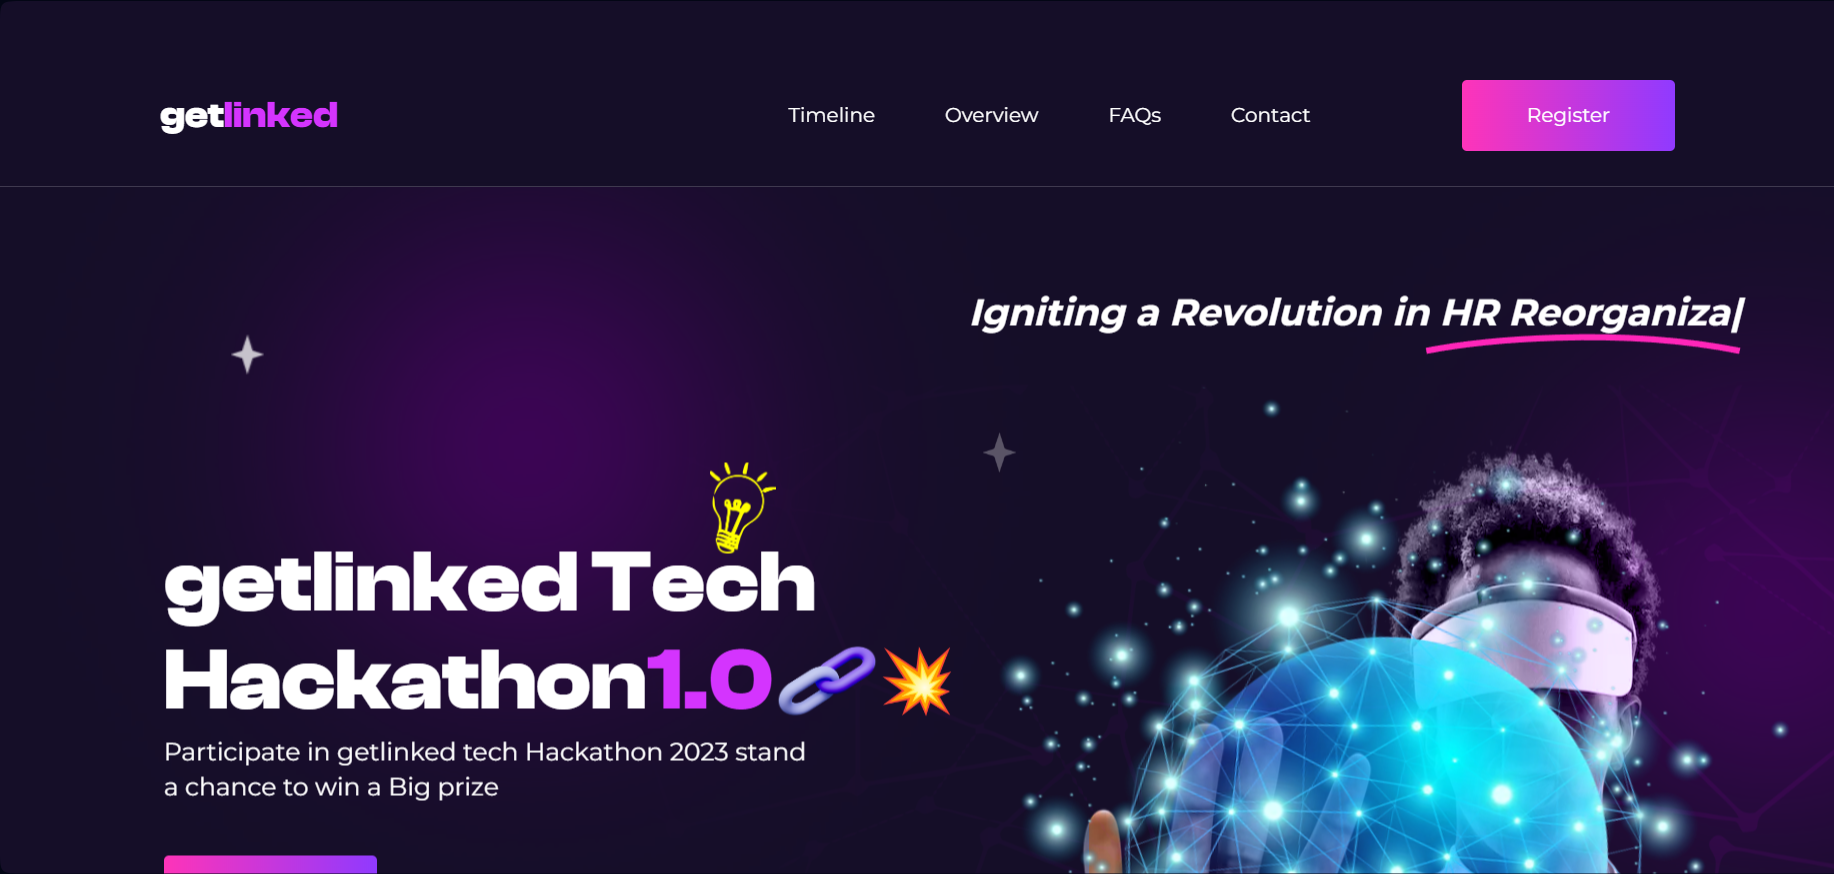 getlinked
Timeline
Overview
FAQs
Contact
Register
Igniting a Revolution in HR Reorganiza|
getlinked Tech
Hackathon1.0
Participate in getlinked tech Hackathon 2023 stand
a chance to win a Big prize